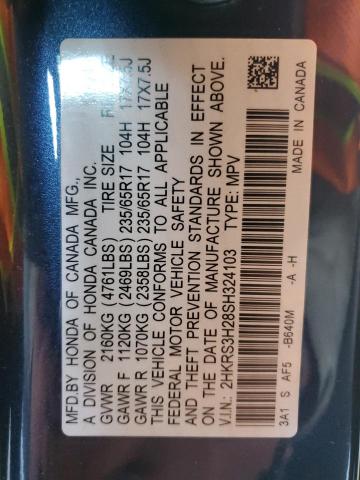 MFD.BY HONDA OF CANADA MFG.,
A DIVISION OF HONDA CANADA INC.
GVWR 2160KG (4761LBS) TIRE SIZE
GAWR F 1120KG (2469LBS) 235/65R17 104H 17X7.5J
GAWR R 1070KG (2358LBS) 235/65R17 104H 17X7.5J
THIS VEHICLE CONFORMS TO ALL APPLICABLE
FEDERAL MOTOR VEHICLE SAFETY
AND THEFT PREVENTION STANDARDS IN EFFECT
ON THE DATE OF MANUFACTURE SHOWN ABOVE.
V.I.N.: 2HKRS3H28SH324103 TYPE: MPV
3A1 S AF5 -B640M -A -H MADE IN CANADA